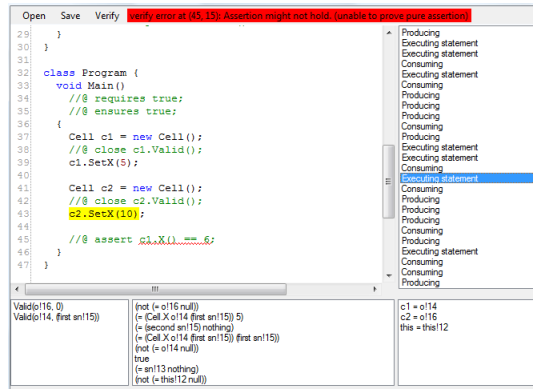 Open Save Verify verify error at (45, 15): Assertion might not hold. (unable to prove pure assertion)
29 }
30 }
31
32 class Program {
33 void Main()
34 //@ requires true;
35 //@ ensures true;
36 {
37 Cell c1 = new Cell();
38 //@ close c1.Valid();
39 c1.SetX(5);
40
41 Cell c2 = new Cell();
42 //@ close c2.Valid();
43 c2.SetX(10);
44
45 //@ assert c1.X() == 6;
46 }
47 }
Producing
Executing statement
Executing statement
Consuming
Executing statement
Consuming
Producing
Producing
Producing
Consuming
Producing
Executing statement
Executing statement
Consuming
Executing statement
Consuming
Producing
Producing
Consuming
Consuming
Producing
Executing statement
Consuming
Consuming
Producing
Valid(o!16, 0)
Valid(o!14, (first sn!15))
(not (= o!16 null))
(= (Cell.X o!14 (first sn!15)) 5)
(= (second sn!15) nothing)
(= (Cell.X o!14 (first sn!15)) (first sn!15))
(not (= o!14 null))
true
(= sn!13 nothing)
(not (= this!12 null))
c1 = o!14
c2 = o!16
this = this!12